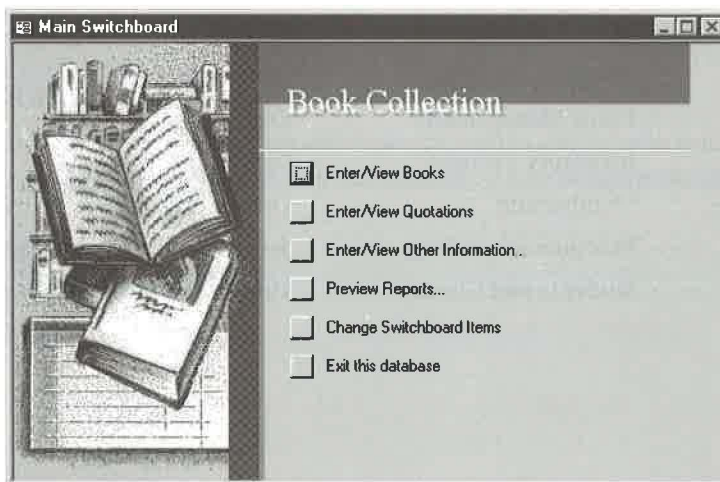 Main Switchboard
Book Collection
Enter/View Books
Enter/View Quotations
Enter/View Other Information...
Preview Reports...
Change Switchboard Items
Exit this database